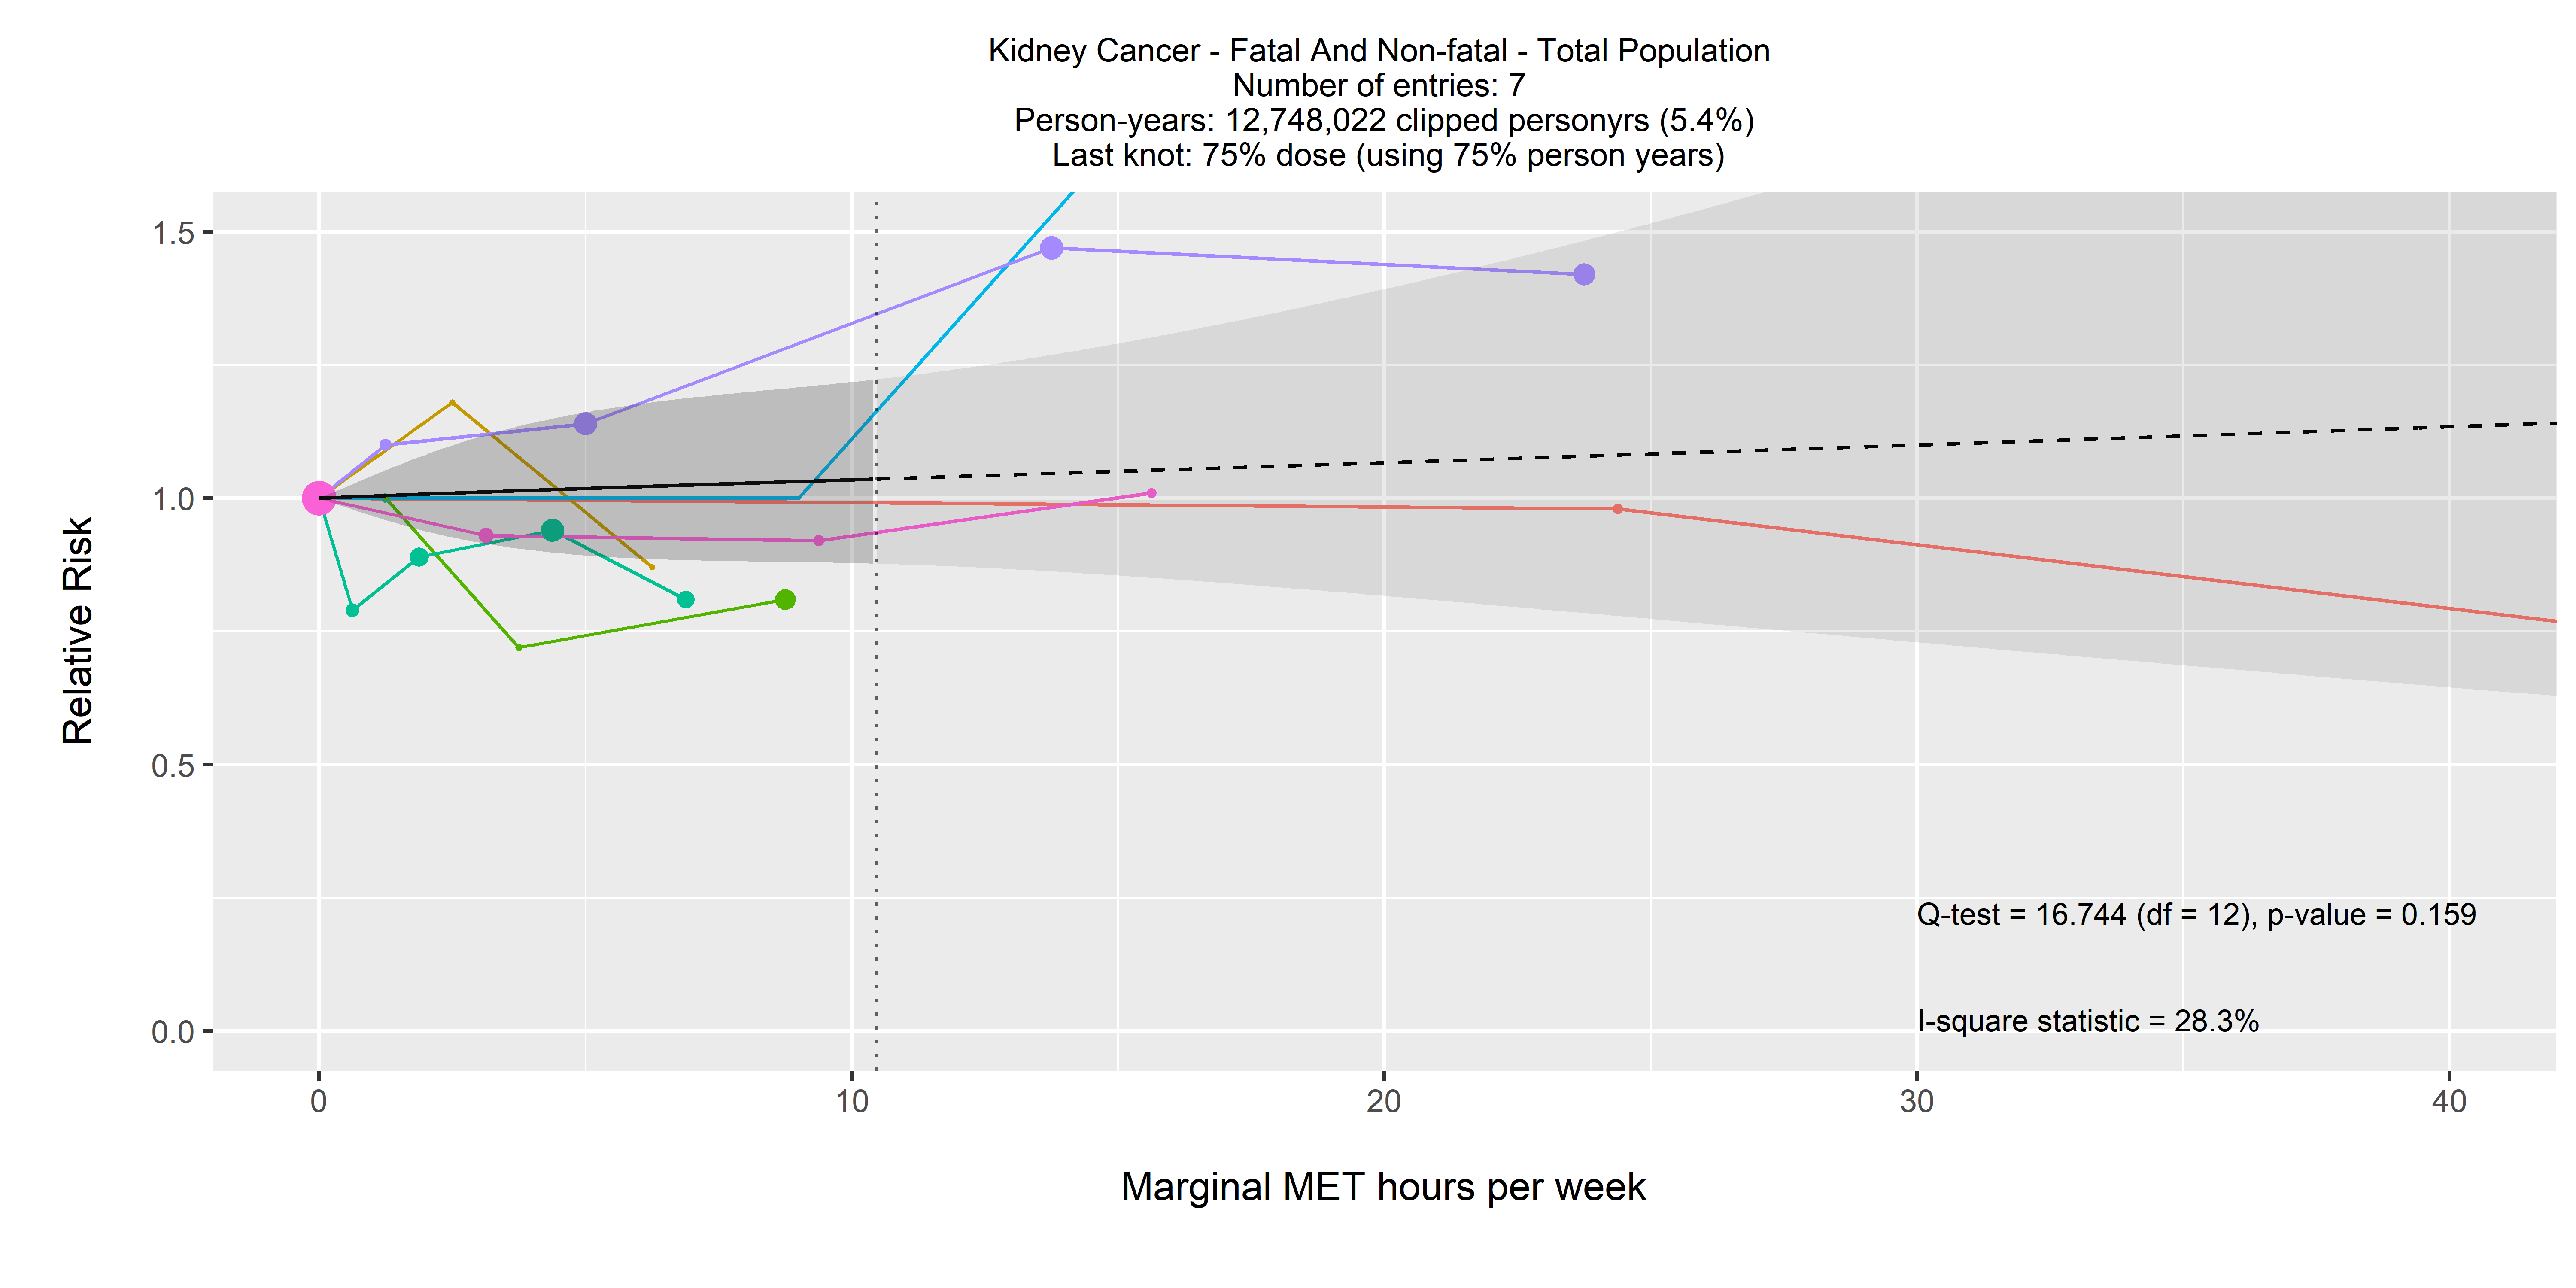 Kidney Cancer - Fatal And Non-fatal - Total Population
Number of entries: 7
Person-years: 12,748,022 clipped personyrs (5.4%)
Last knot: 75% dose (using 75% person years)
1.5
1.0
0.5
0.0
Relative Risk
Q-test = 16.744 (df = 12), p-value = 0.159
I-square statistic = 28.3%
0 10 20 30 40
Marginal MET hours per week